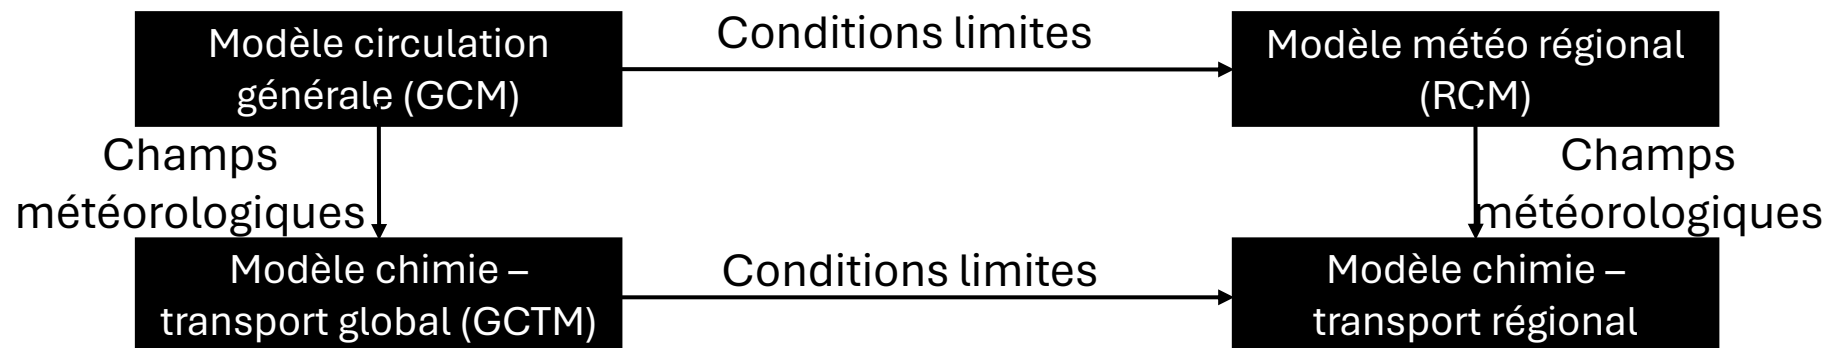 Modèle circulation
générale (GCM)
Conditions limites
Modèle météo régional
(RCM)
Champs
météorologiques
Champs
météorologiques
Modèle chimie –
transport global (GCTM)
Conditions limites
Modèle chimie –
transport régional